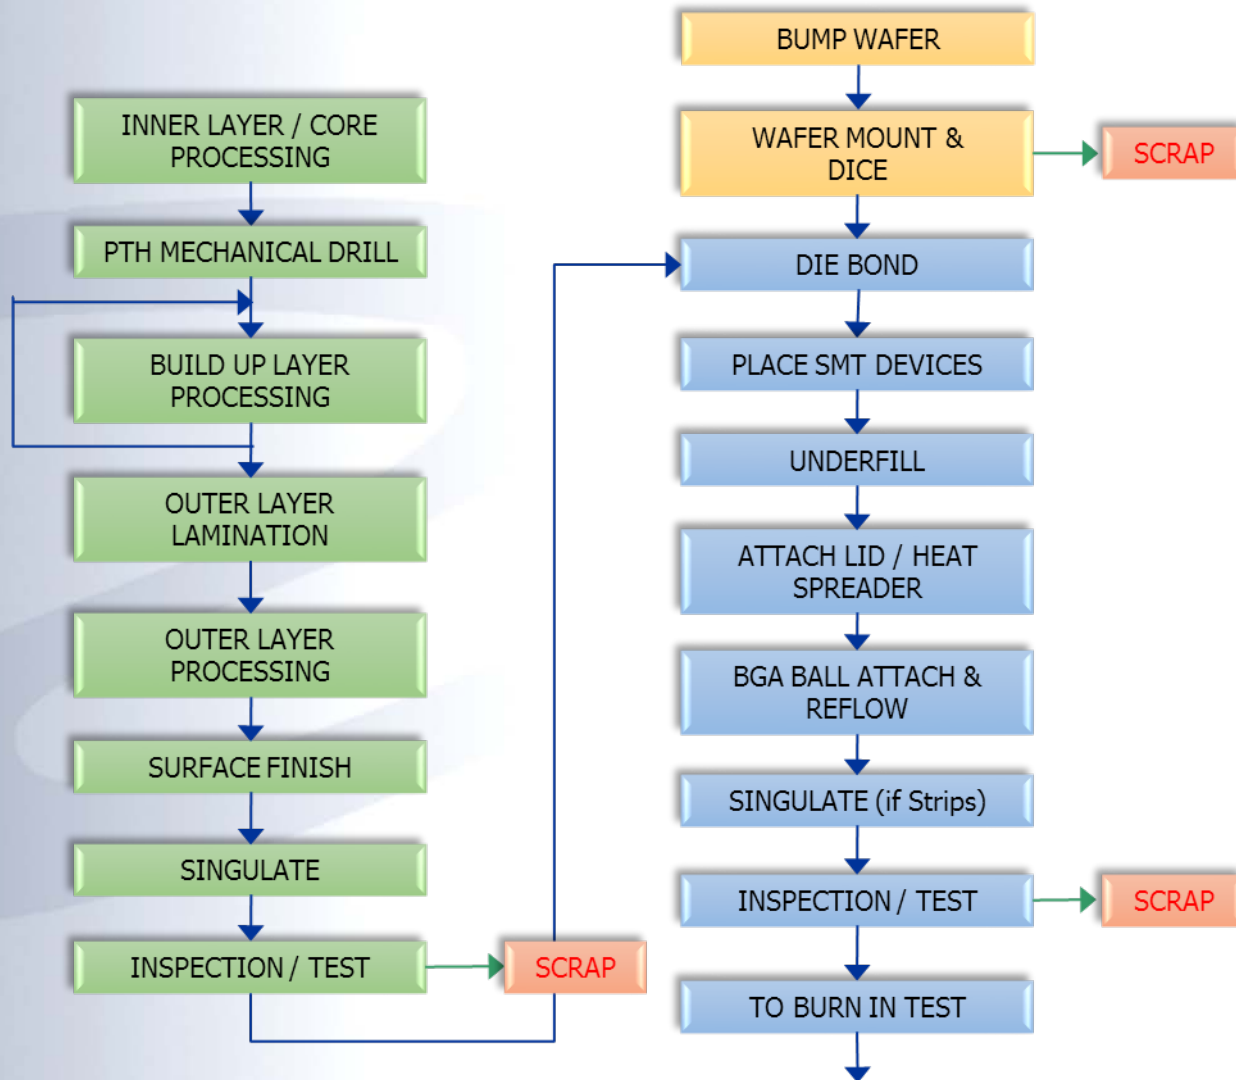 INNER LAYER / CORE
PROCESSING
PTH MECHANICAL DRILL
BUILD UP LAYER
PROCESSING
OUTER LAYER
LAMINATION
OUTER LAYER
PROCESSING
SURFACE FINISH
SINGULATE
INSPECTION / TEST
SCRAP
BUMP WAFER
WAFER MOUNT &
DICE
SCRAP
DIE BOND
PLACE SMT DEVICES
UNDERFILL
ATTACH LID / HEAT
SPREADER
BGA BALL ATTACH &
REFLOW
SINGULATE (if Strips)
INSPECTION / TEST
SCRAP
TO BURN IN TEST